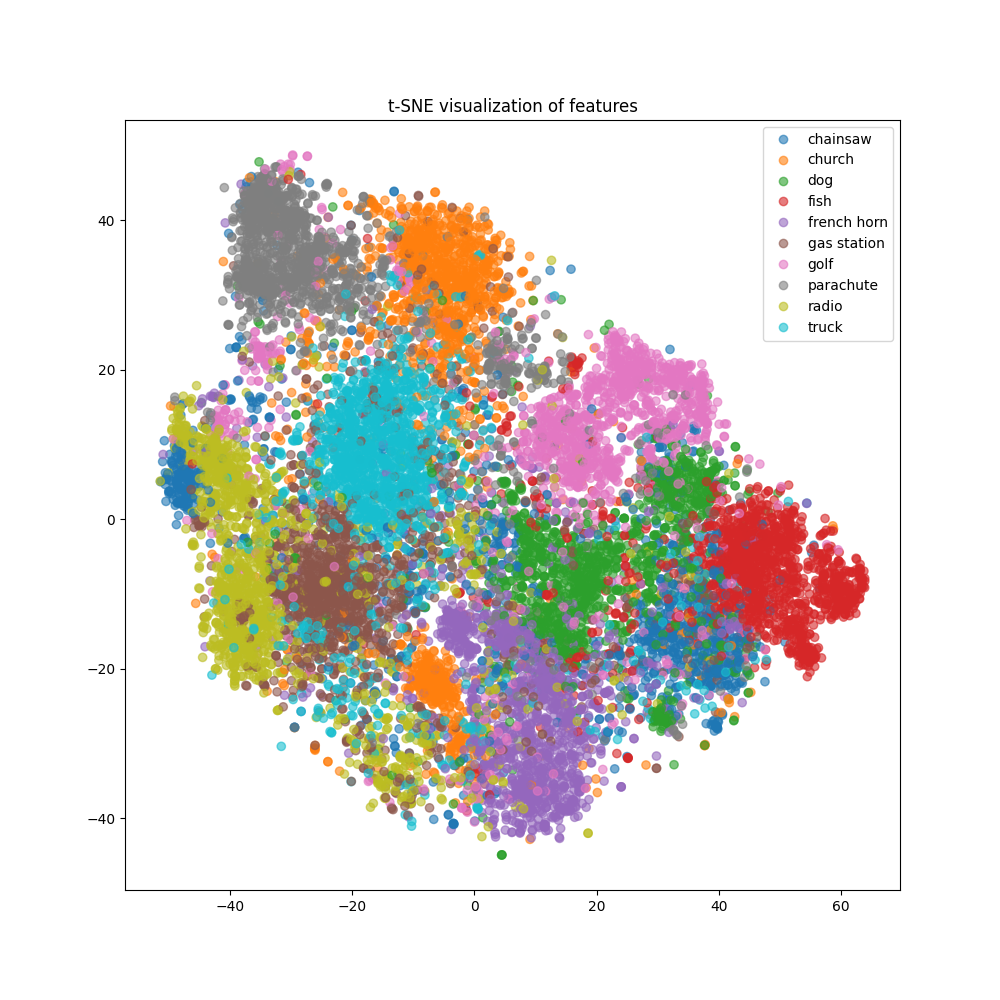 t-SNE visualization of features
chainsaw
church
dog
fish
french horn
gas station
golf
parachute
radio
truck
40
20
0
−20
−40
−40
−20
0
20
40
60